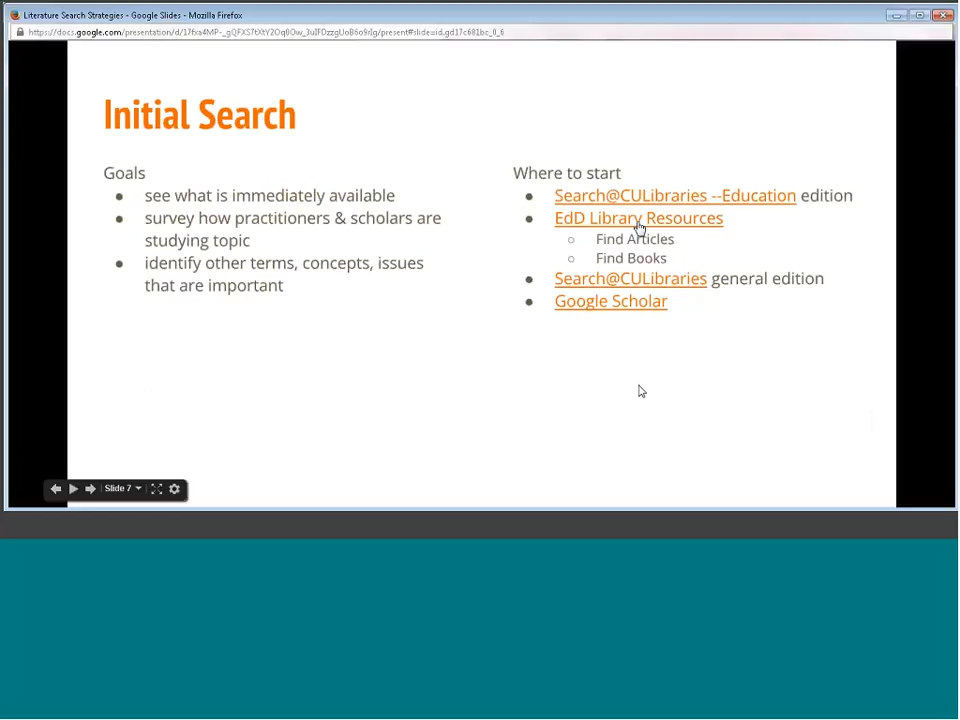 Literature Search Strategies - Google Slides - Mozilla Firefox
Initial Search
Goals
see what is immediately available
survey how practitioners & scholars are
studying topic
identify other terms, concepts, issues
that are important
Where to start
Search@CULibraries --Education edition
EdD Library Resources
Find Articles
Find Books
Search@CULibraries general edition
Google Scholar
Slide 7